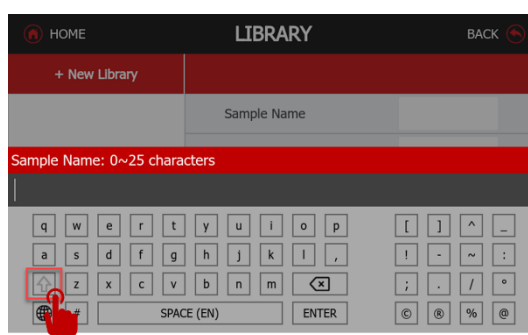 HOME LIBRARY BACK
+ New Library
Sample Name
Sample Name: 0~25 characters
q w e r t y u i o p [ ] ^ _
a s d f g h j k l , ! - ~ :
z x c v b n m ; . / °
# SPACE (EN) ENTER © ® % @